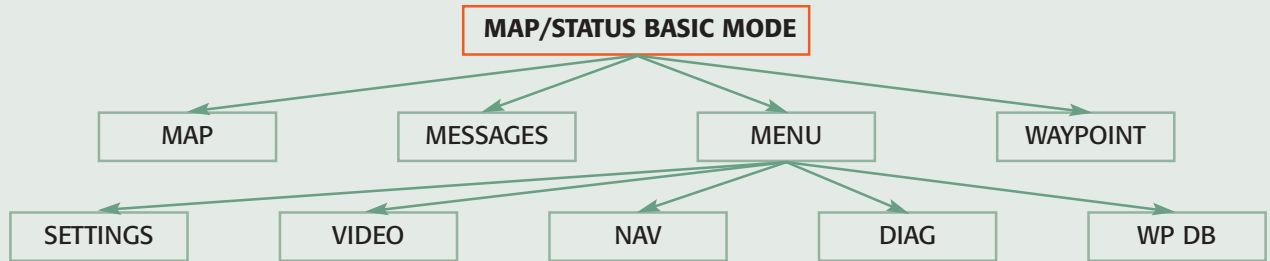 MAP/STATUS BASIC MODE
MAP MESSAGES MENU WAYPOINT
SETTINGS VIDEO NAV DIAG WP DB